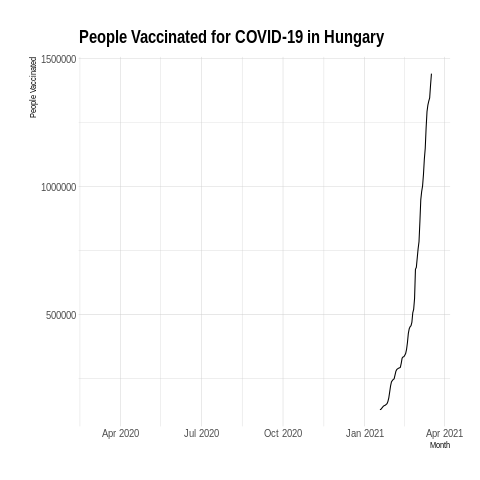 People Vaccinated for COVID-19 in Hungary
People Vaccinated
1500000
1000000
500000
Apr 2020 Jul 2020 Oct 2020 Jan 2021 Apr 2021
Month